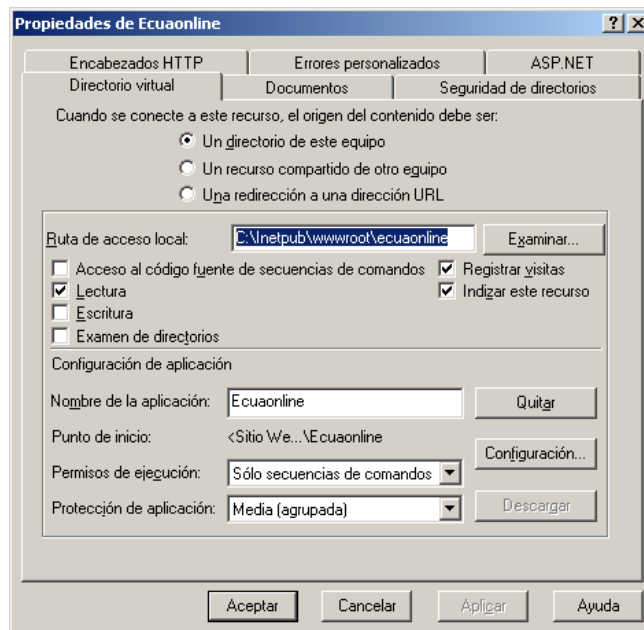 Propiedades de Ecuaonline
Encabezados HTTP Errores personalizados ASP.NET
Directorio virtual Documentos Seguridad de directorios
Cuando se conecte a este recurso, el origen del contenido debe ser:
Un directorio de este equipo
Un recurso compartido de otro equipo
Una redirección a una dirección URL
Ruta de acceso local: C:\Inetpub\wwwroot\ecuaonline Examinar...
Acceso al código fuente de secuencias de comandos Registrar visitas
Lectura Indizar este recurso
Escritura
Examen de directorios
Configuración de aplicación
Nombre de la aplicación: Ecuaonline Quitar
Punto de inicio: <Sitio We...\Ecuaonline
Configuración...
Permisos de ejecución: Sólo secuencias de comandos
Protección de aplicación: Media (agrupada) Descargar
Aceptar Cancelar Aplicar Ayuda